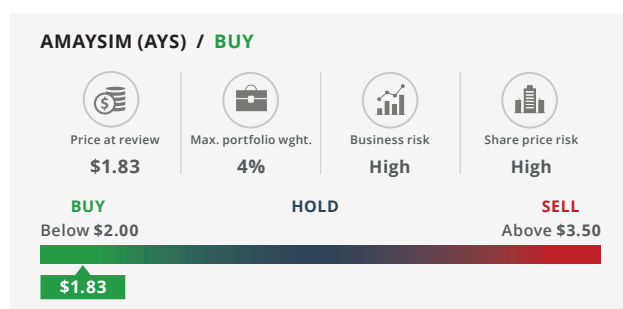 AMAYSIM (AYS) / BUY
Price at review
Max. portfolio wght.
Business risk
Share price risk
$1.83
4%
High
High
BUY
HOLD
SELL
Below $2.00
Above $3.50
$1.83